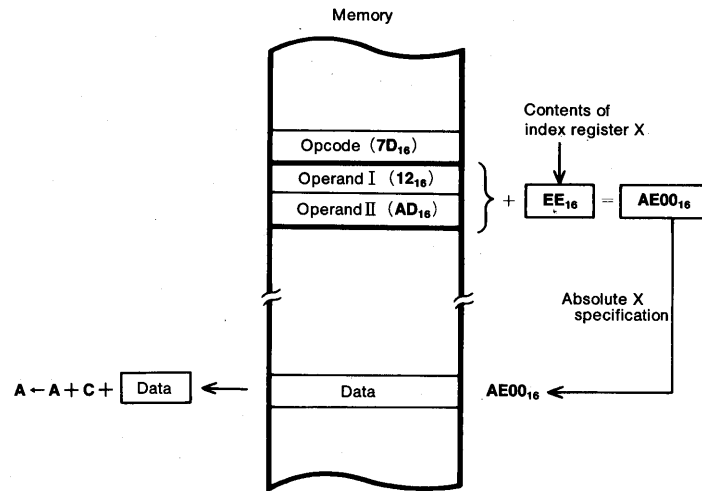 Memory
Contents of
index register X
Opcode (7D₁₆)
Operand I (12₁₆)
Operand II (AD₁₆)
+ EE₁₆ = AE00₁₆
Absolute X
specification
A ← A + C + Data
Data
AE00₁₆